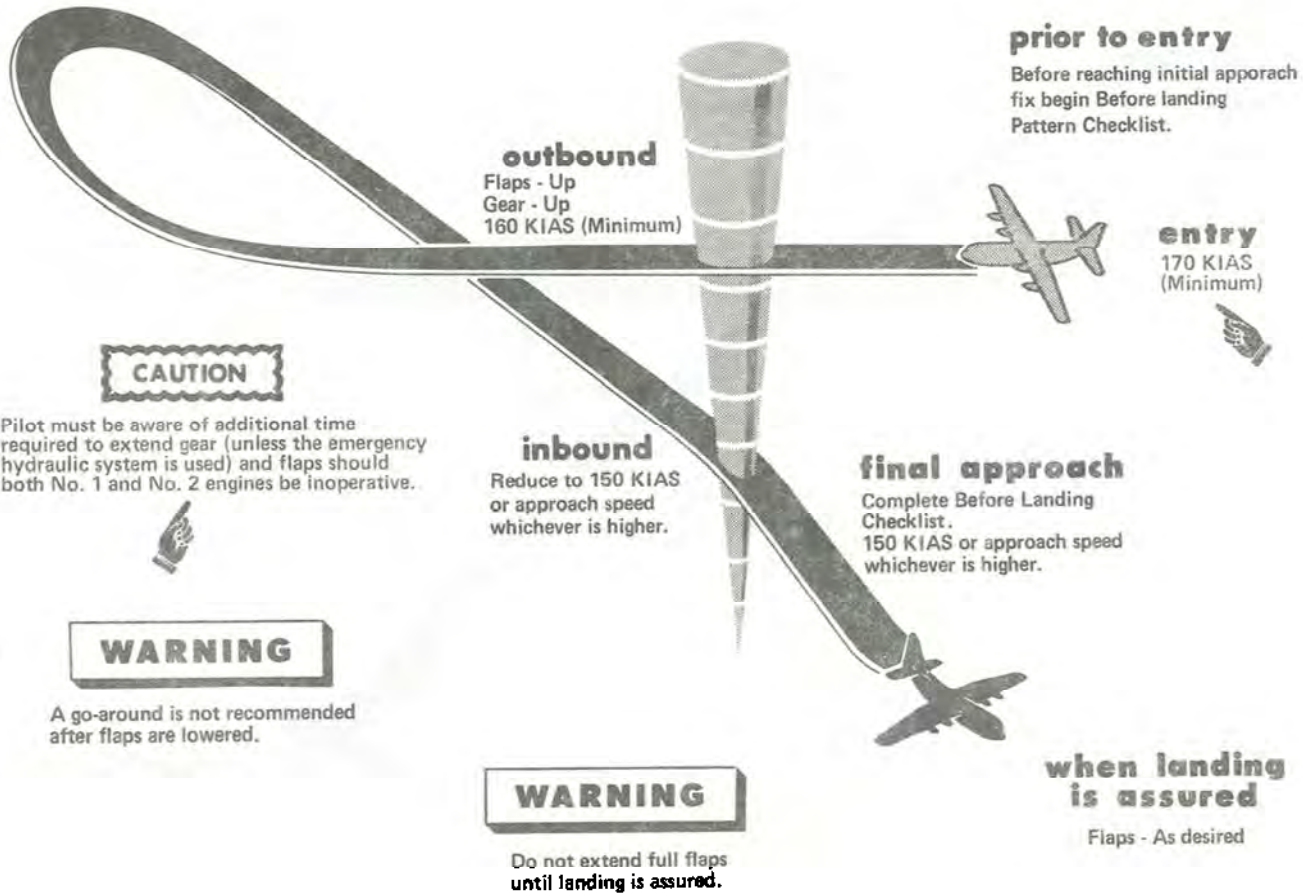 prior to entry
Before reaching initial apporach
fix begin Before landing
Pattern Checklist.
outbound
Flaps - Up
Gear - Up
160 KIAS (Minimum)
entry
170 KIAS
(Minimum)
CAUTION
Pilot must be aware of additional time
required to extend gear (unless the emergency
hydraulic system is used) and flaps should
both No. 1 and No. 2 engines be inoperative.
inbound
Reduce to 150 KIAS
or approach speed
whichever is higher.
final approach
Complete Before Landing
Checklist.
150 KIAS or approach speed
whichever is higher.
WARNING
A go-around is not recommended
after flaps are lowered.
WARNING
Do not extend full flaps
until landing is assured.
when landing
is assured
Flaps - As desired